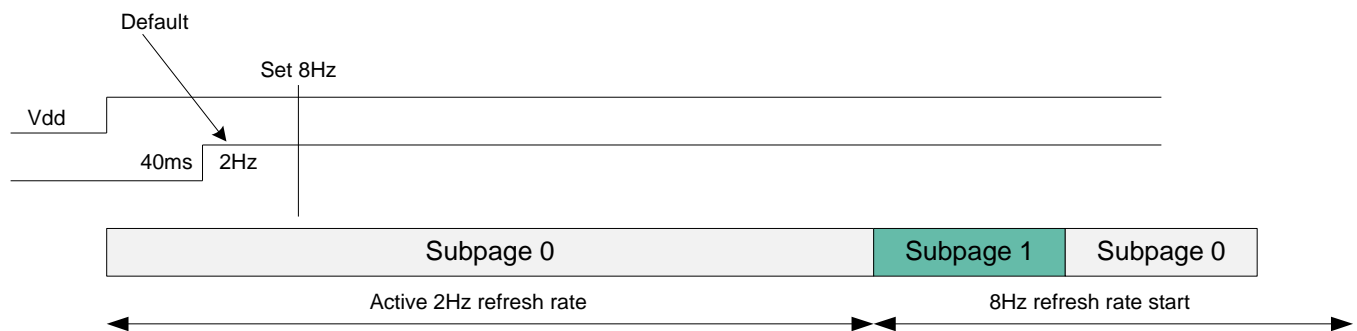 Default
Set 8Hz
Vdd
40ms
2Hz
Subpage 0
Subpage 1
Subpage 0
Active 2Hz refresh rate
8Hz refresh rate start